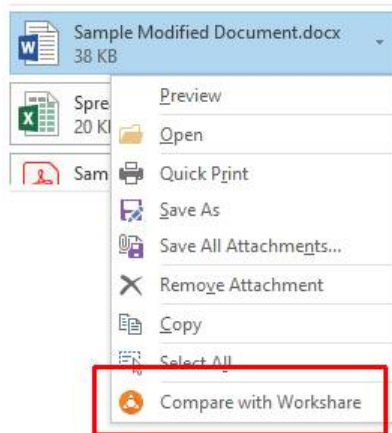 Sample Modified Document.docx
38 KB
Preview
Spre
20 K
Open
Sam
Quick Print
Save As
Save All Attachments...
Remove Attachment
Copy
Select All
Compare with Workshare